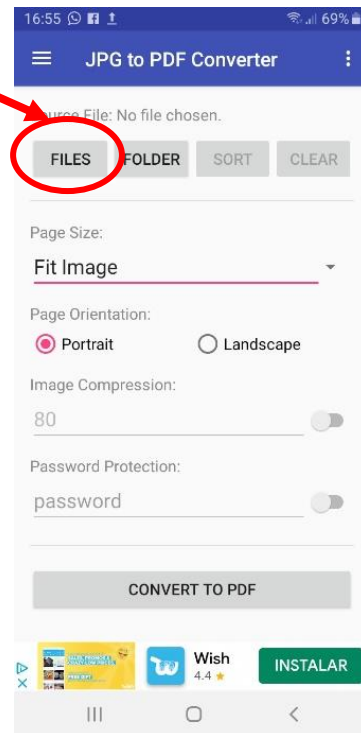 16:55 69%
JPG to PDF Converter
Source File: No file chosen.
FILES FOLDER SORT CLEAR
Page Size:
Fit Image
Page Orientation:
Portrait Landscape
Image Compression:
80
Password Protection:
password
CONVERT TO PDF
Wish
4.4 ★
INSTALAR